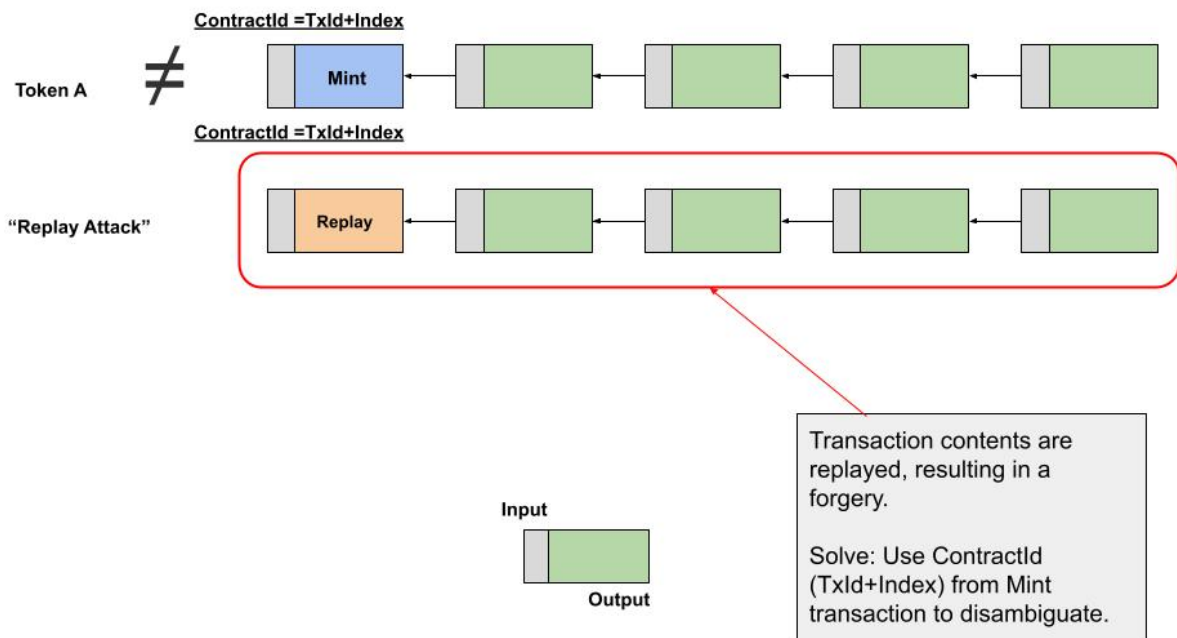 ContractId =TxId+Index
Token A
≠
Mint
ContractId =TxId+Index
“Replay Attack”
Replay
Transaction contents are
replayed, resulting in a
forgery.
Solve: Use ContractId
(TxId+Index) from Mint
transaction to disambiguate.
Input
Output